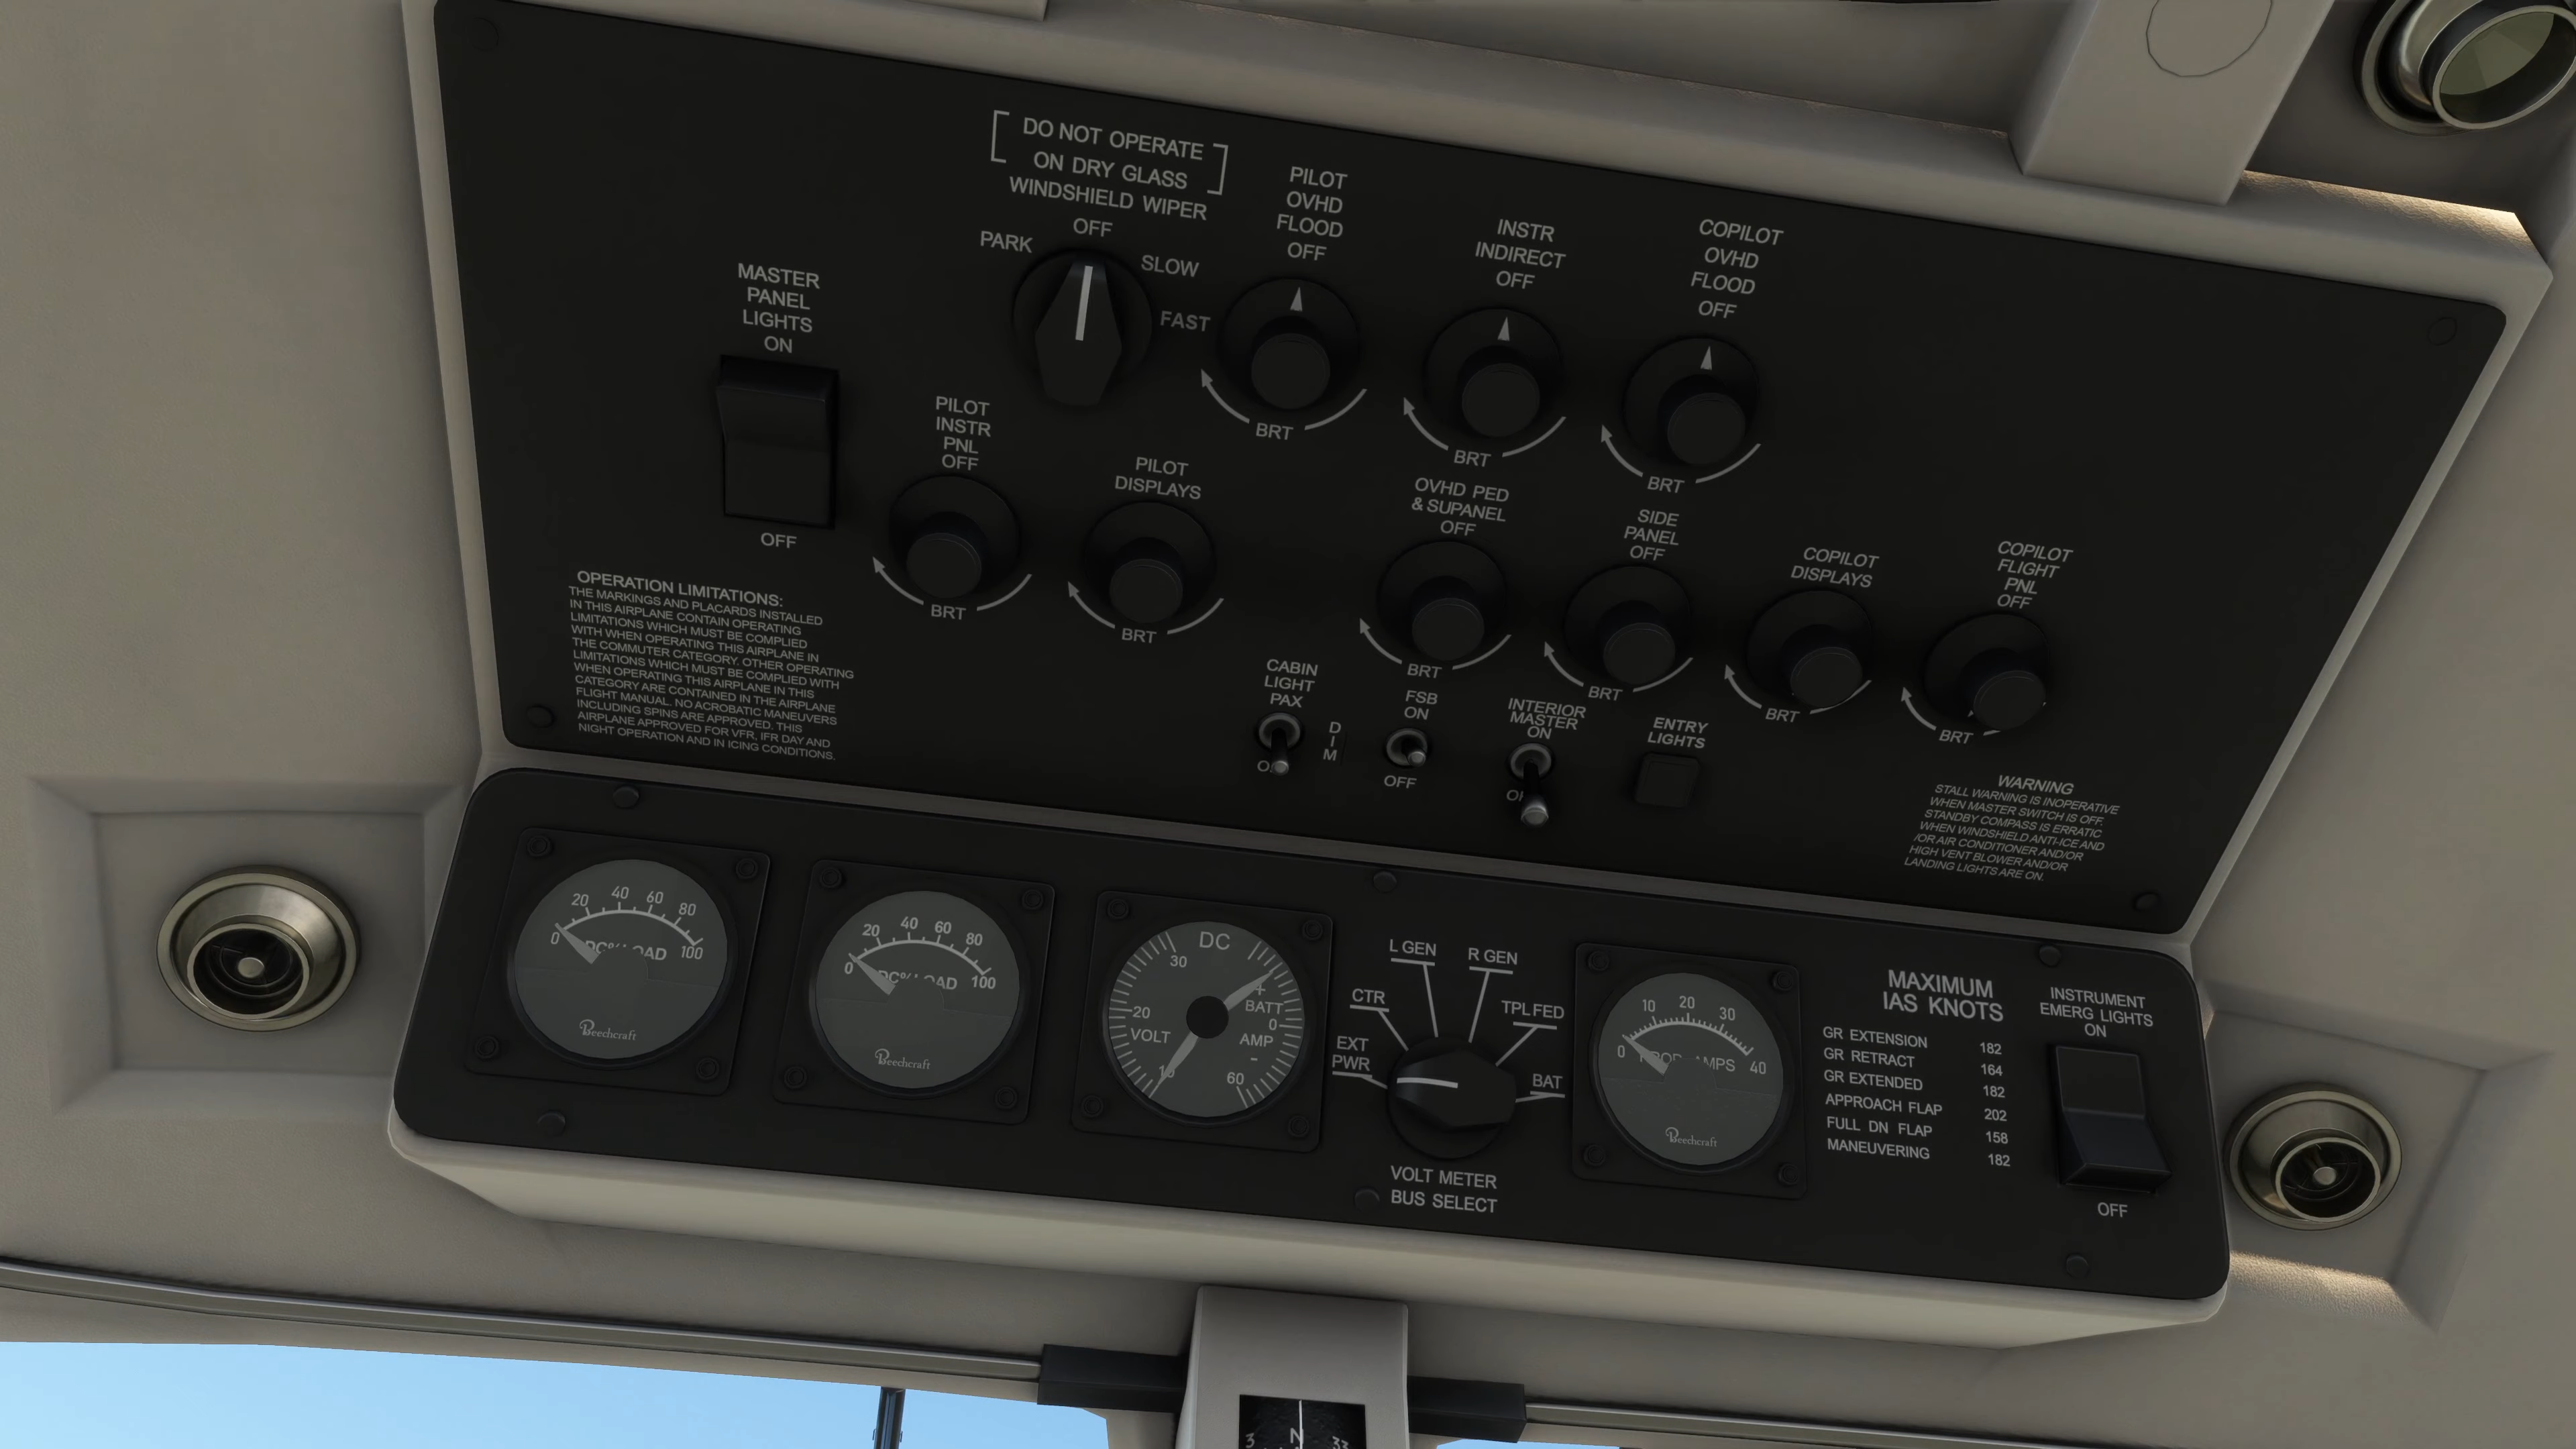 DO NOT OPERATE
ON DRY GLASS
WINDSHIELD WIPER
OFF
PARK
SLOW
FAST
PILOT
OVHD
FLOOD
OFF
BRT
INSTR
INDIRECT
OFF
BRT
COPILOT
OVHD
FLOOD
OFF
BRT
MASTER
PANEL
LIGHTS
ON
OFF
PILOT
INSTR
PNL
OFF
BRT
PILOT
DISPLAYS
BRT
OVHD PED
& SUPANEL
OFF
BRT
SIDE
PANEL
OFF
BRT
COPILOT
DISPLAYS
BRT
COPILOT
FLIGHT
PNL
OFF
BRT
OPERATION LIMITATIONS:
THE MARKINGS AND PLACARDS INSTALLED
IN THIS AIRPLANE CONTAIN OPERATING
LIMITATIONS WHICH MUST BE COMPLIED
WITH WHEN OPERATING THIS AIRPLANE IN
THE COMMUTER CATEGORY. OTHER OPERATING
LIMITATIONS WHICH MUST BE COMPLIED WITH
WHEN OPERATING THIS AIRPLANE IN THIS
CATEGORY ARE CONTAINED IN THE AIRPLANE
FLIGHT MANUAL. NO ACROBATIC MANEUVERS
INCLUDING SPINS ARE APPROVED. THIS
AIRPLANE APPROVED FOR VFR, IFR DAY AND
NIGHT OPERATION AND IN ICING CONDITIONS.
CABIN
LIGHT
PAX
DIM
FSB
ON
OFF
INTERIOR
MASTER
ON
ENTRY
LIGHTS
WARNING
STALL WARNING IS INOPERATIVE
WHEN MASTER SWITCH IS OFF.
STANDBY COMPASS IS ERRATIC
WHEN WINDSHIELD ANTI-ICE AND
/OR AIR CONDITIONER AND/OR
HIGH VENT BLOWER AND/OR
LANDING LIGHTS ARE ON.
0 20 40 60 80 100
Beechcraft
0 20 40 60 80 100
Beechcraft
DC
30
20
VOLT
+
BATT
0
AMP
-
60
L GEN
R GEN
CTR
TPL FED
EXT
PWR
BAT
VOLT METER
BUS SELECT
0 10 20 30 40
Beechcraft
MAXIMUM
IAS KNOTS
GR EXTENSION 182
GR RETRACT 164
GR EXTENDED 182
APPROACH FLAP 202
FULL DN FLAP 158
MANEUVERING 182
INSTRUMENT
EMERG LIGHTS
ON
OFF
3 N 33